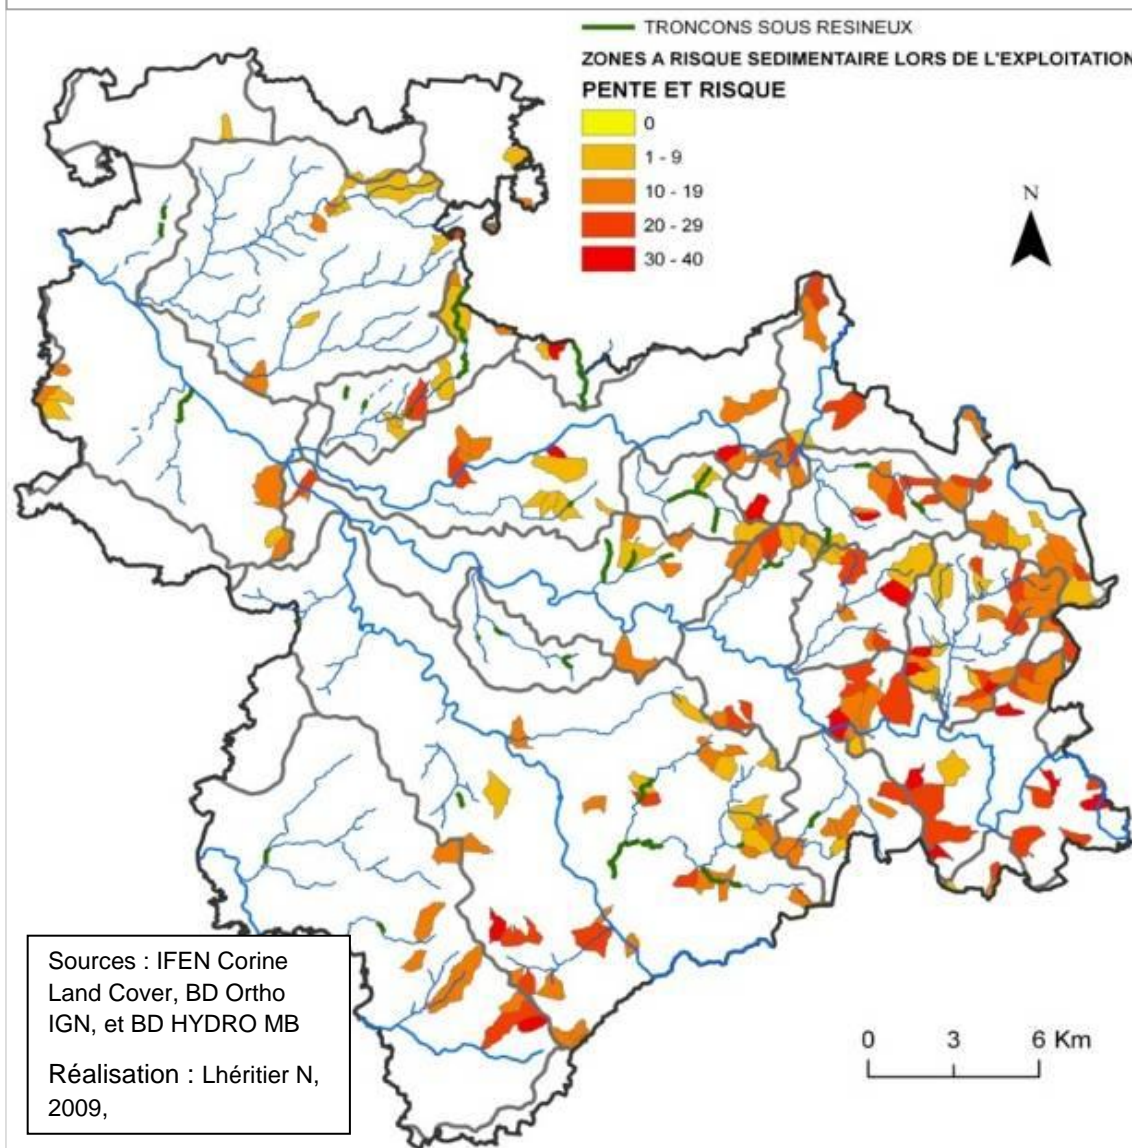 TRONCONS SOUS RESINEUX
ZONES A RISQUE SEDIMENTAIRE LORS DE L'EXPLOITATION
PENTE ET RISQUE
0
1 - 9
10 - 19
20 - 29
30 - 40
N
Sources : IFEN Corine
Land Cover, BD Ortho
IGN, et BD HYDRO MB
Réalisation : Lhéritier N,
2009,
0 3 6 Km